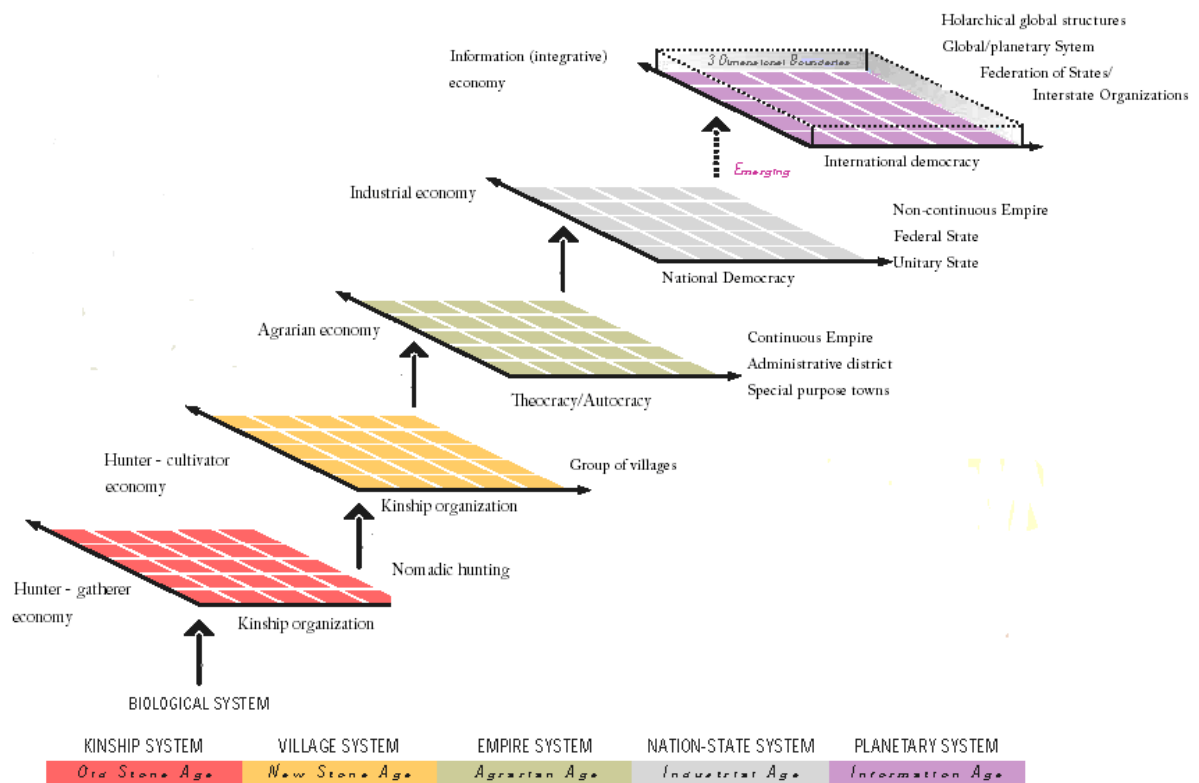 Holarchical global structures
Global/planetary Sytem
Federation of States/
Interstate Organizations
Information (integrative)
economy
3 Dimensional Boundaries
International democracy
Emerging
Industrial economy
Non-continuous Empire
Federal State
Unitary State
National Democracy
Agrarian economy
Continuous Empire
Administrative district
Special purpose towns
Theocracy/Autocracy
Hunter - cultivator
economy
Group of villages
Kinship organization
Nomadic hunting
Hunter - gatherer
economy
Kinship organization
BIOLOGICAL SYSTEM
KINSHIP SYSTEM VILLAGE SYSTEM EMPIRE SYSTEM NATION-STATE SYSTEM PLANETARY SYSTEM
Old Stone Age New Stone Age Agrarian Age Industrial Age Information Age